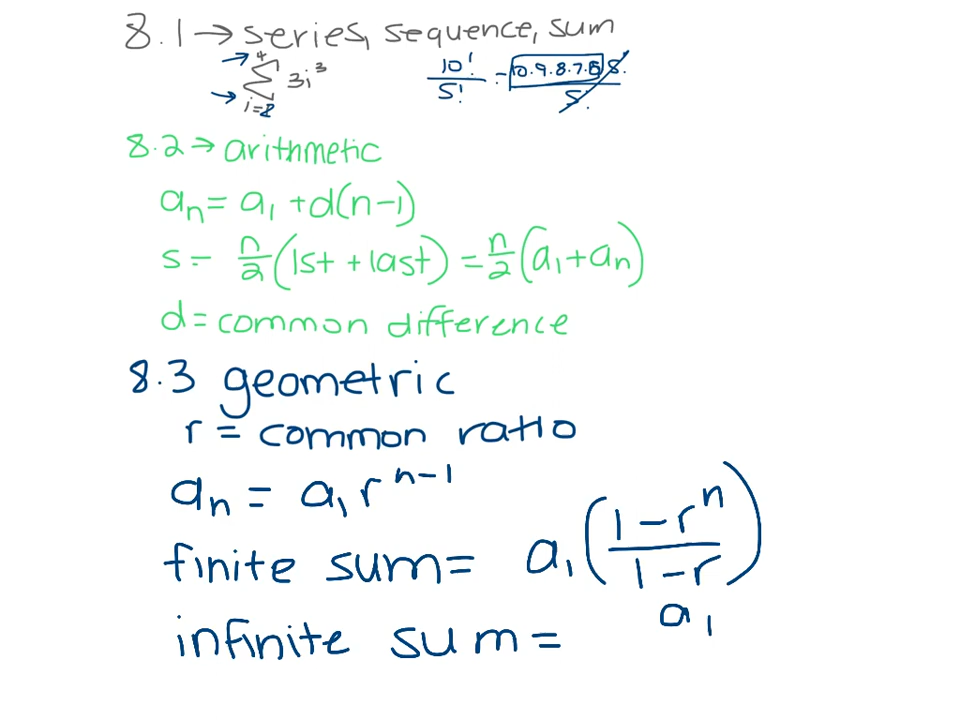 8.1 → series, sequence, sum
→ 4
∑ 3i³
→ i=2
10!/5! = 10·9·8·7·6 5!/5!
8.2 → arithmetic
aₙ = a₁ + d(n-1)
s = n/2 (1st + last) = n/2 (a₁ + aₙ)
d = common difference
8.3 geometric
r = common ratio
aₙ = a₁rⁿ⁻¹
finite sum = a₁((1-rⁿ)/(1-r))
infinite sum = a₁